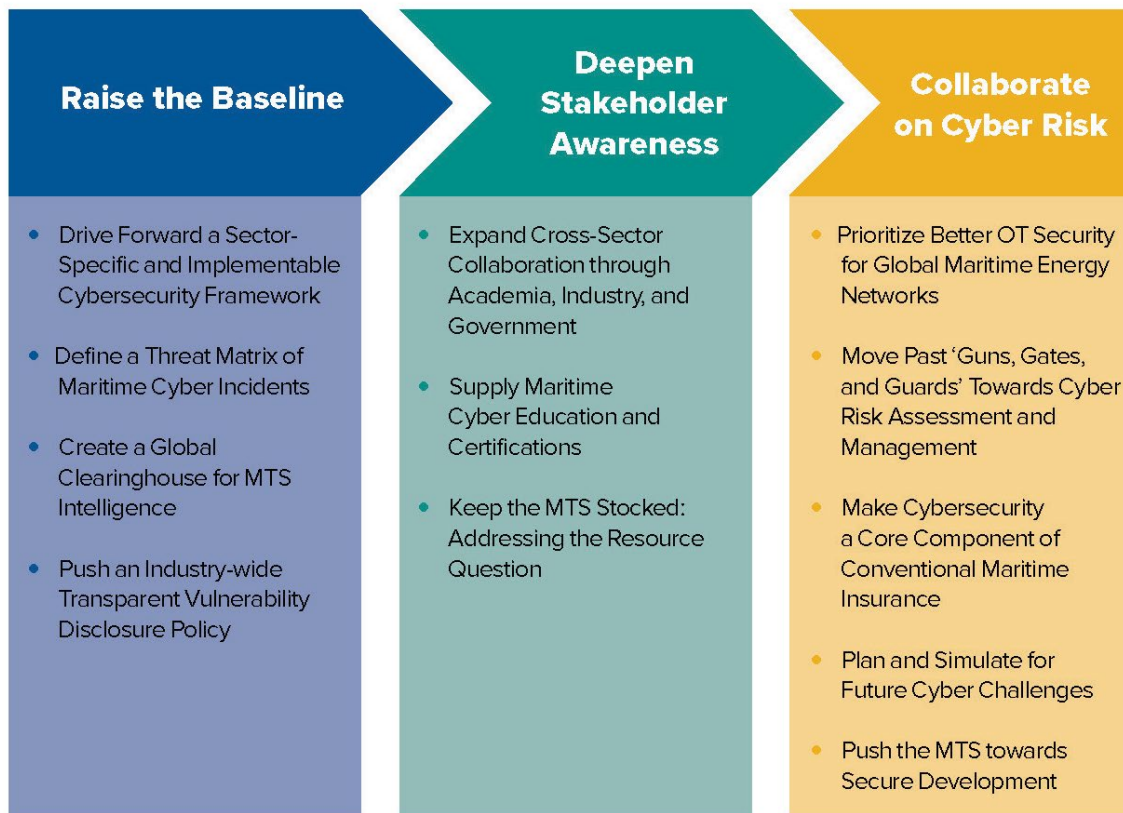 Raise the Baseline
• Drive Forward a Sector-
Specific and Implementable
Cybersecurity Framework
• Define a Threat Matrix of
Maritime Cyber Incidents
• Create a Global
Clearinghouse for MTS
Intelligence
• Push an Industry-wide
Transparent Vulnerability
Disclosure Policy
Deepen
Stakeholder
Awareness
• Expand Cross-Sector
Collaboration through
Academia, Industry, and
Government
• Supply Maritime
Cyber Education and
Certifications
• Keep the MTS Stocked:
Addressing the Resource
Question
Collaborate
on Cyber Risk
• Prioritize Better OT Security
for Global Maritime Energy
Networks
• Move Past ‘Guns, Gates,
and Guards’ Towards Cyber
Risk Assessment and
Management
• Make Cybersecurity
a Core Component of
Conventional Maritime
Insurance
• Plan and Simulate for
Future Cyber Challenges
• Push the MTS towards
Secure Development